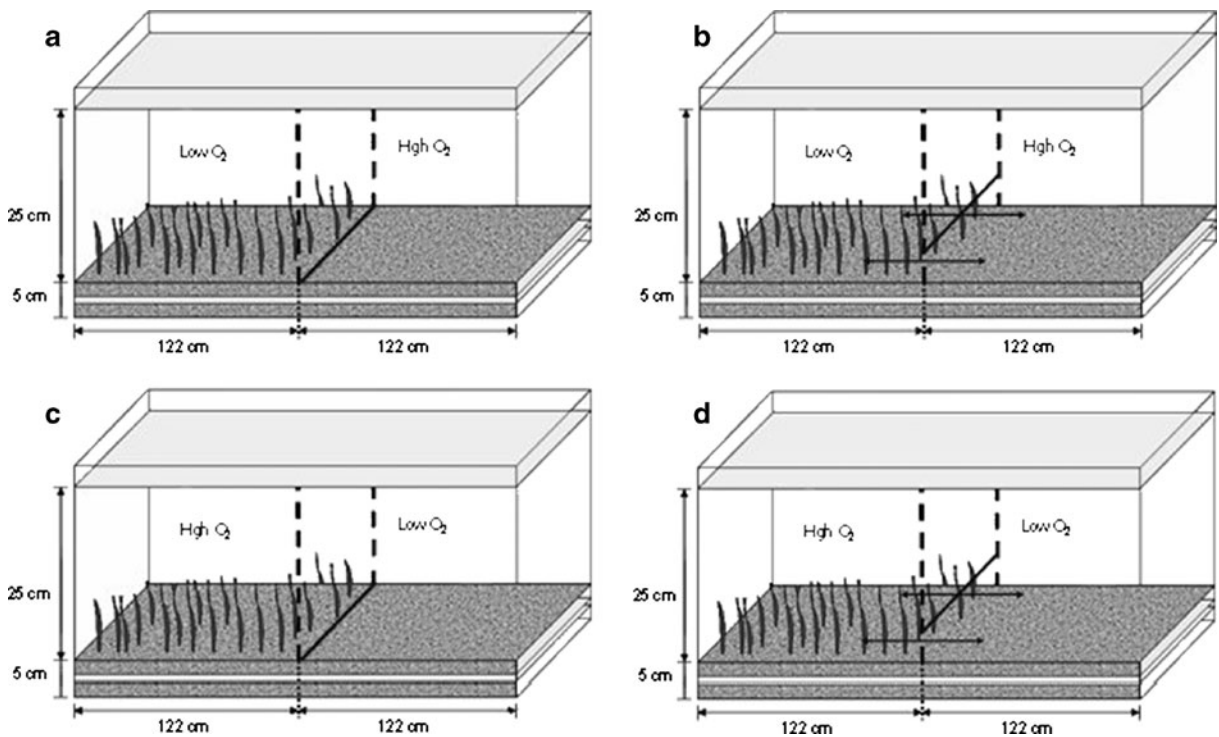 a
Low O₂
Hgh O₂
25 cm
5 cm
122 cm
122 cm
b
Low O₂
Hgh O₂
25 cm
5 cm
122 cm
122 cm
c
Hgh O₂
Low O₂
25 cm
5 cm
122 cm
122 cm
d
Hgh O₂
Low O₂
25 cm
5 cm
122 cm
122 cm